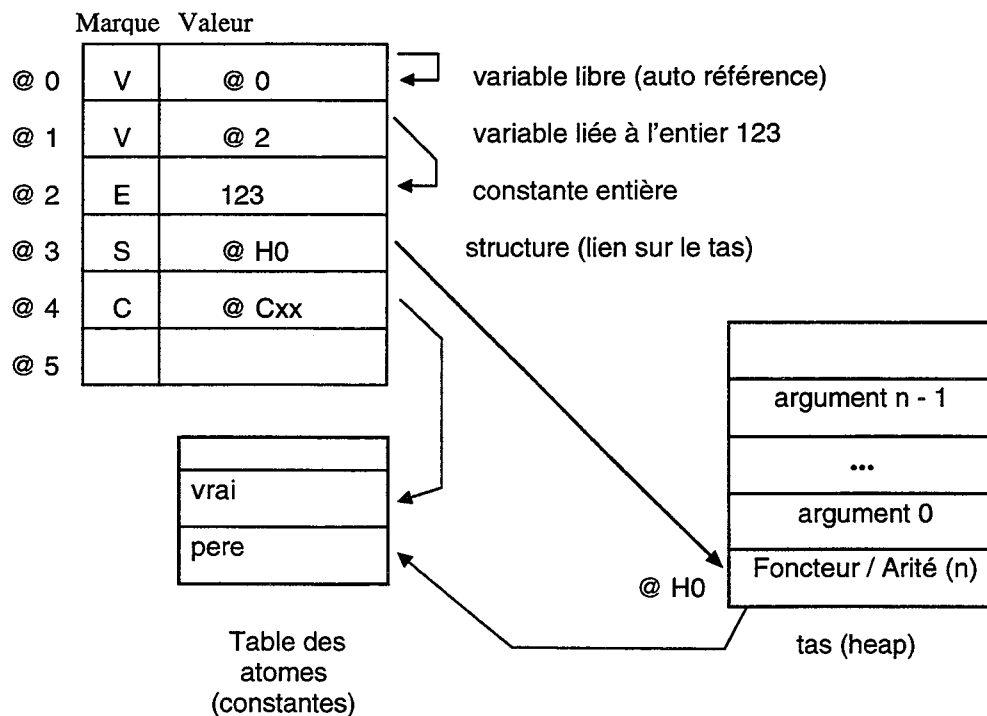 Marque Valeur
@ 0 V @ 0 variable libre (auto référence)
@ 1 V @ 2 variable liée à l'entier 123
@ 2 E 123 constante entière
@ 3 S @ H0 structure (lien sur le tas)
@ 4 C @ Cxx
@ 5
argument n - 1
...
argument 0
Foncteur / Arité (n)
@ H0
tas (heap)
vrai
pere
Table des
atomes
(constantes)